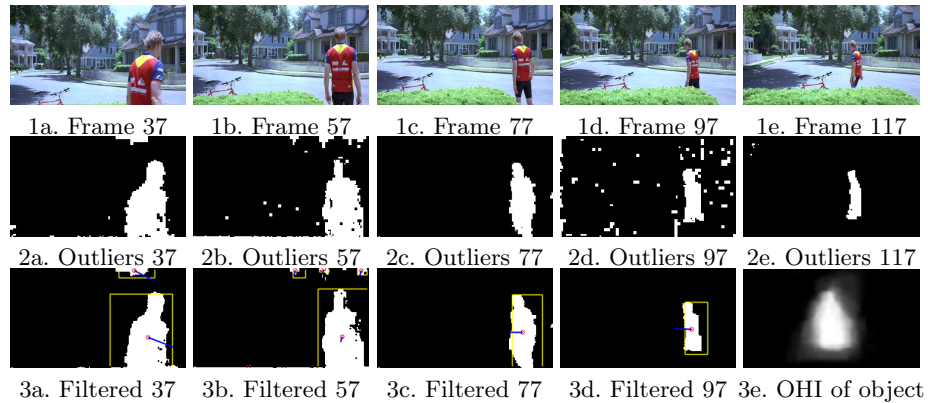 1a. Frame 37
1b. Frame 57
1c. Frame 77
1d. Frame 97
1e. Frame 117
2a. Outliers 37
2b. Outliers 57
2c. Outliers 77
2d. Outliers 97
2e. Outliers 117
3a. Filtered 37
3b. Filtered 57
3c. Filtered 77
3d. Filtered 97
3e. OHI of object